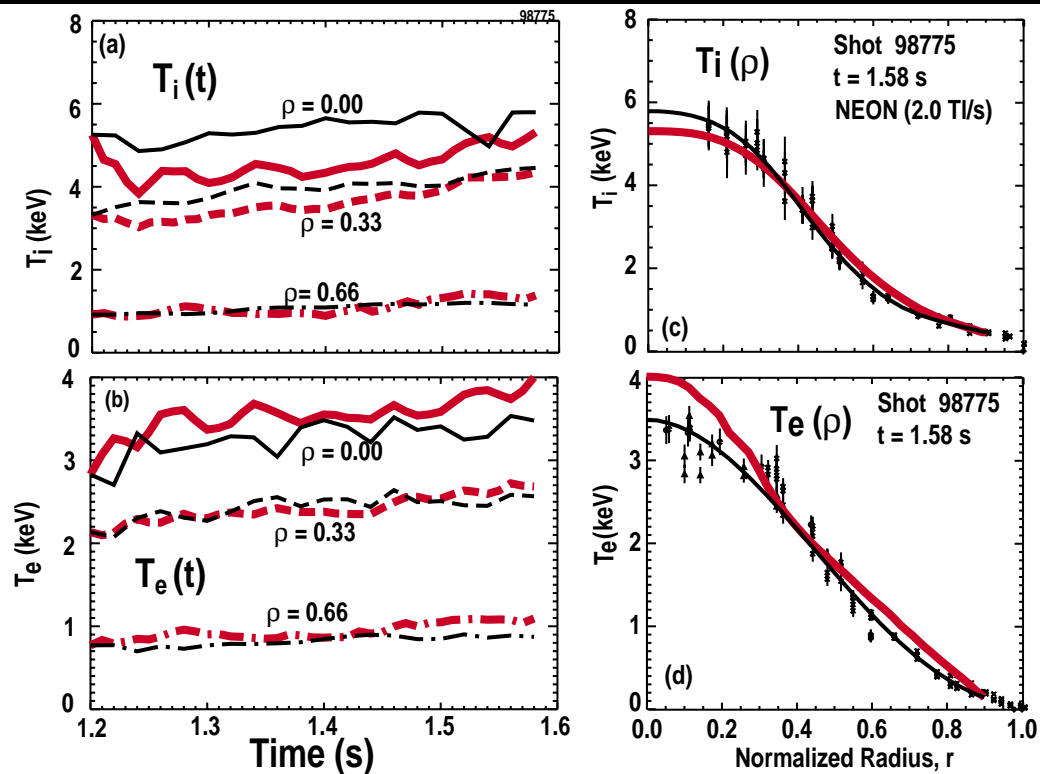 98775
(a)
Ti (t)
ρ = 0.00
ρ = 0.33
ρ = 0.66
Ti (keV)
8
6
4
2
0
(b)
ρ = 0.00
ρ = 0.33
Te (t)
ρ = 0.66
Te (keV)
4
3
2
1
0
1.2
1.3
1.4
1.5
1.6
Time (s)
Ti (ρ)
Shot 98775
t = 1.58 s
NEON (2.0 Tl/s)
Ti (keV)
8
6
4
2
0
(c)
Te (ρ)
Shot 98775
t = 1.58 s
Te (keV)
4
3
2
1
0
(d)
0.0
0.2
0.4
0.6
0.8
1.0
Normalized Radius, r